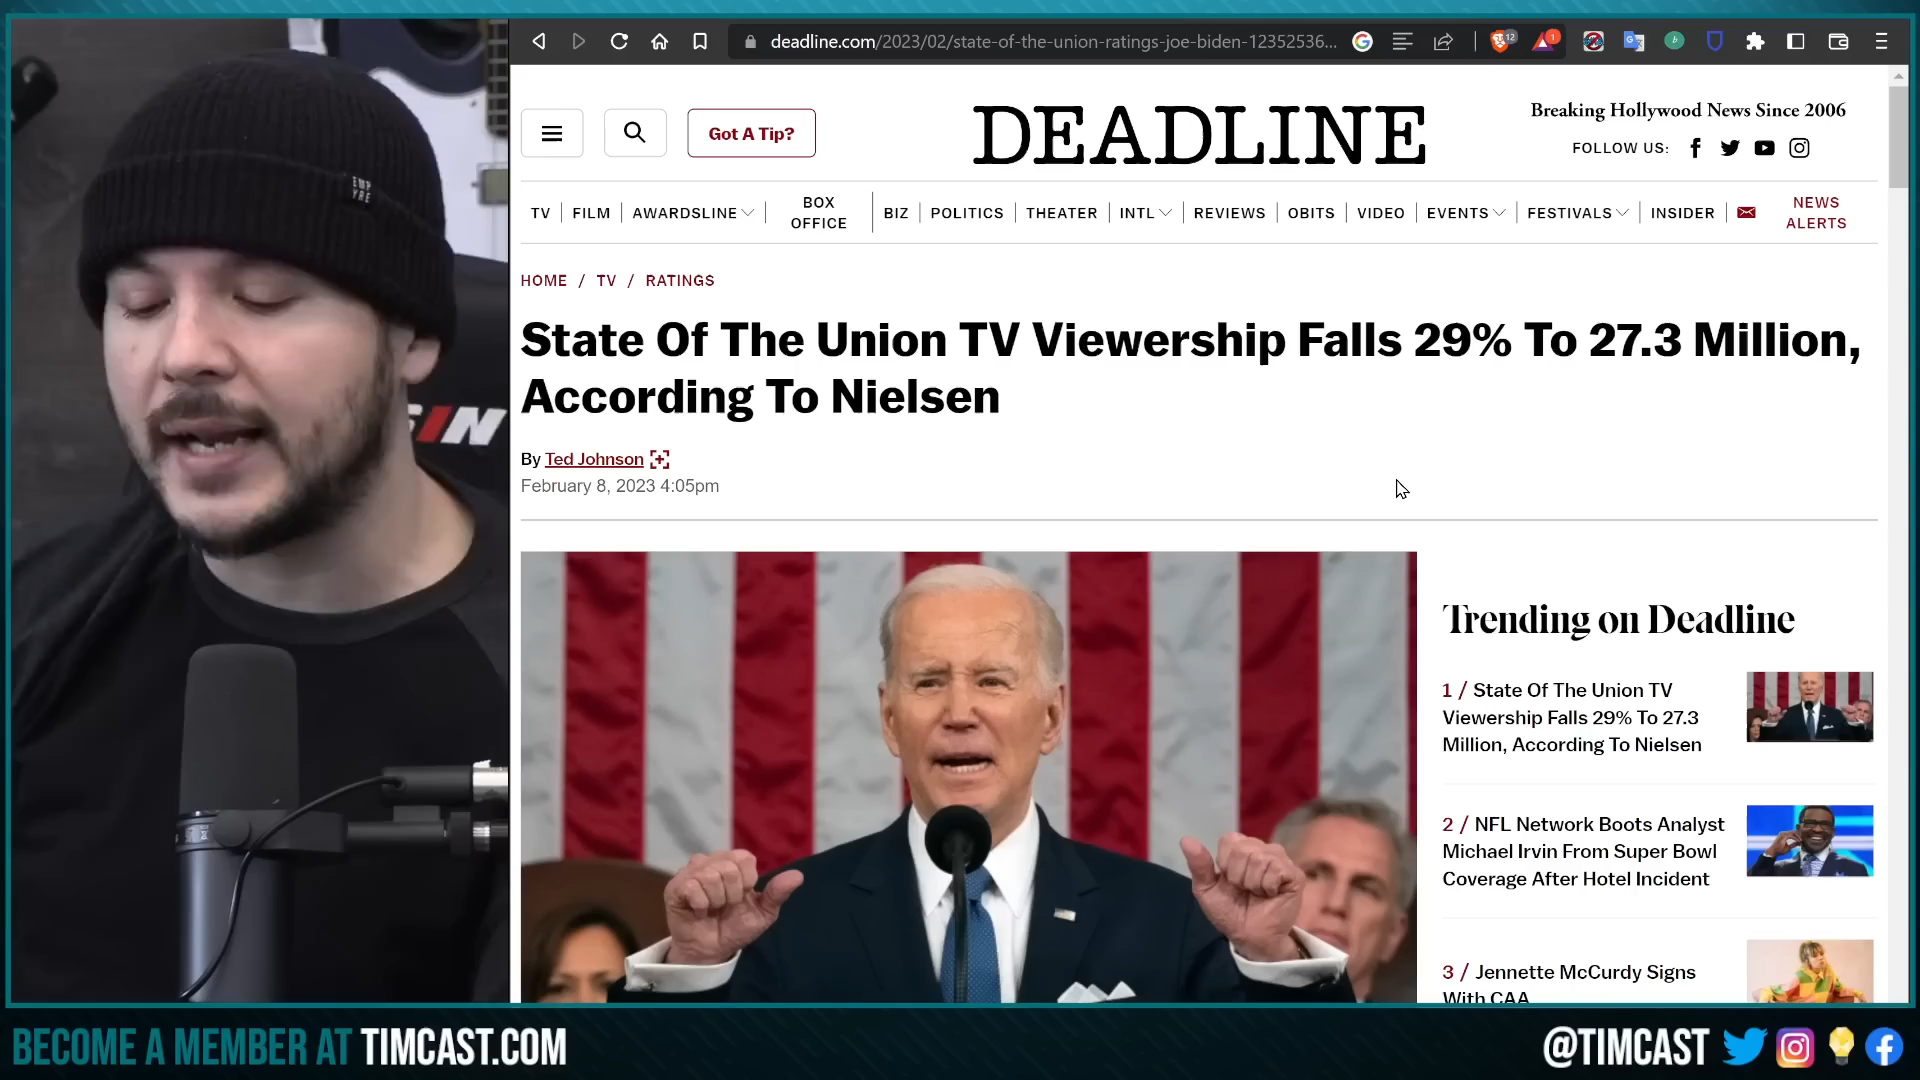 deadline.com/2023/02/state-of-the-union-ratings-joe-biden-12352536...
12
1
Got A Tip?
DEADLINE
Breaking Hollywood News Since 2006
FOLLOW US:
TV | FILM | AWARDSLINE | BOX OFFICE | BIZ | POLITICS | THEATER | INTL | REVIEWS | OBITS | VIDEO | EVENTS | FESTIVALS | INSIDER | NEWS ALERTS
HOME / TV / RATINGS
State Of The Union TV Viewership Falls 29% To 27.3 Million,
According To Nielsen
By Ted Johnson
February 8, 2023 4:05pm
Trending on Deadline
1 / State Of The Union TV
Viewership Falls 29% To 27.3
Million, According To Nielsen
2 / NFL Network Boots Analyst
Michael Irvin From Super Bowl
Coverage After Hotel Incident
3 / Jennette McCurdy Signs
With CAA
EMP
YRE
IN
BECOME A MEMBER AT TIMCAST.COM
@TIMCAST